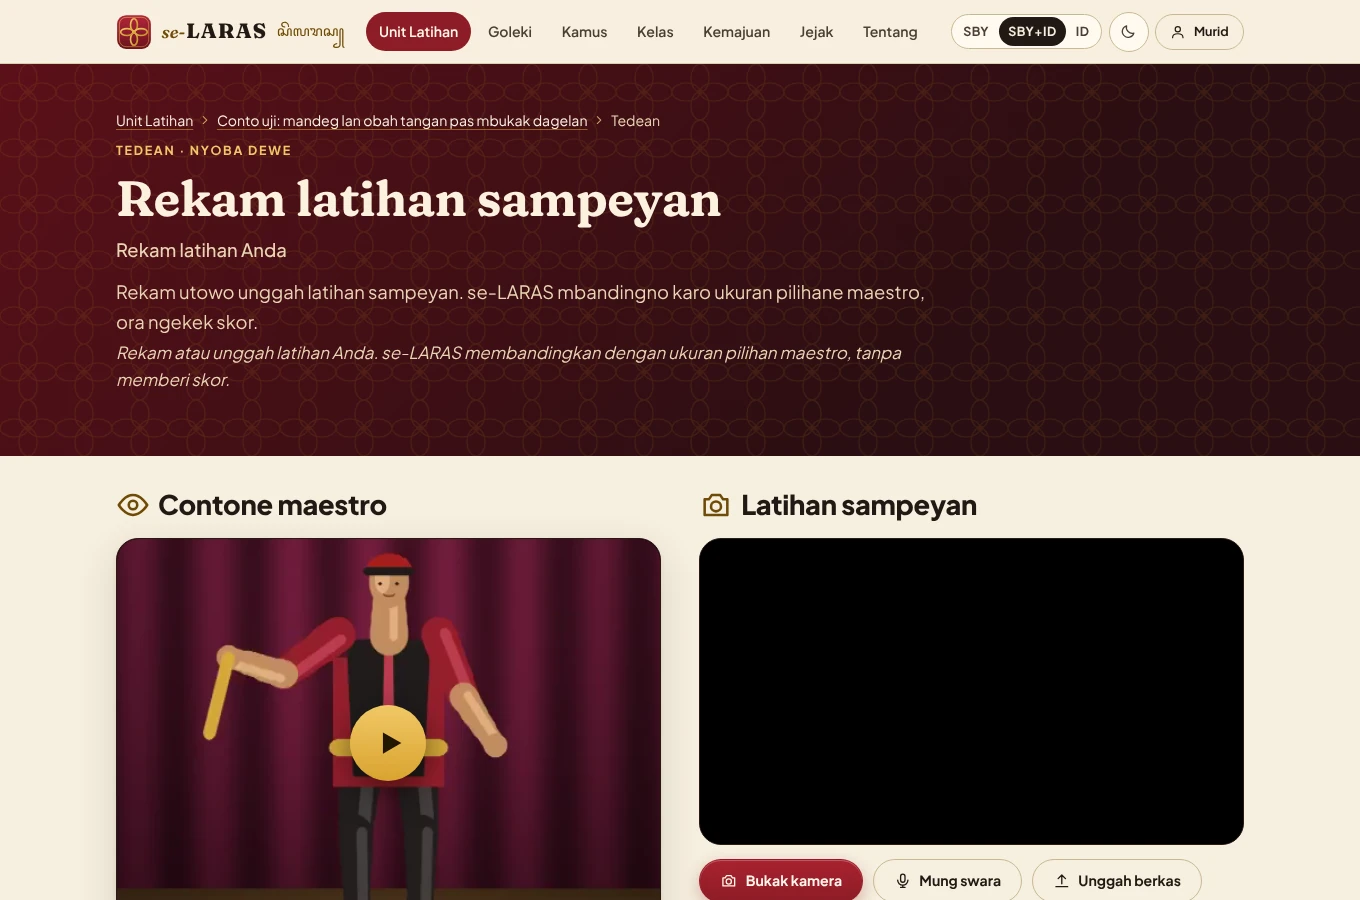 se-LARAS
Unit Latihan
Goleki
Kamus
Kelas
Kemajuan
Jejak
Tentang
SBY
SBY+ID
ID
Murid
Unit Latihan
Conto uji: mandeg lan obah tangan pas mbukak dagelan
Tedean
TEDEAN · NYOBA DEWE
Rekam latihan sampeyan
Rekam latihan Anda
Rekam utowo unggah latihan sampeyan. se-LARAS mbandingno karo ukuran pilihane maestro,
ora ngekek skor.
Rekam atau unggah latihan Anda. se-LARAS membandingkan dengan ukuran pilihan maestro, tanpa
memberi skor.
Contone maestro
Latihan sampeyan
Bukak kamera
Mung swara
Unggah berkas